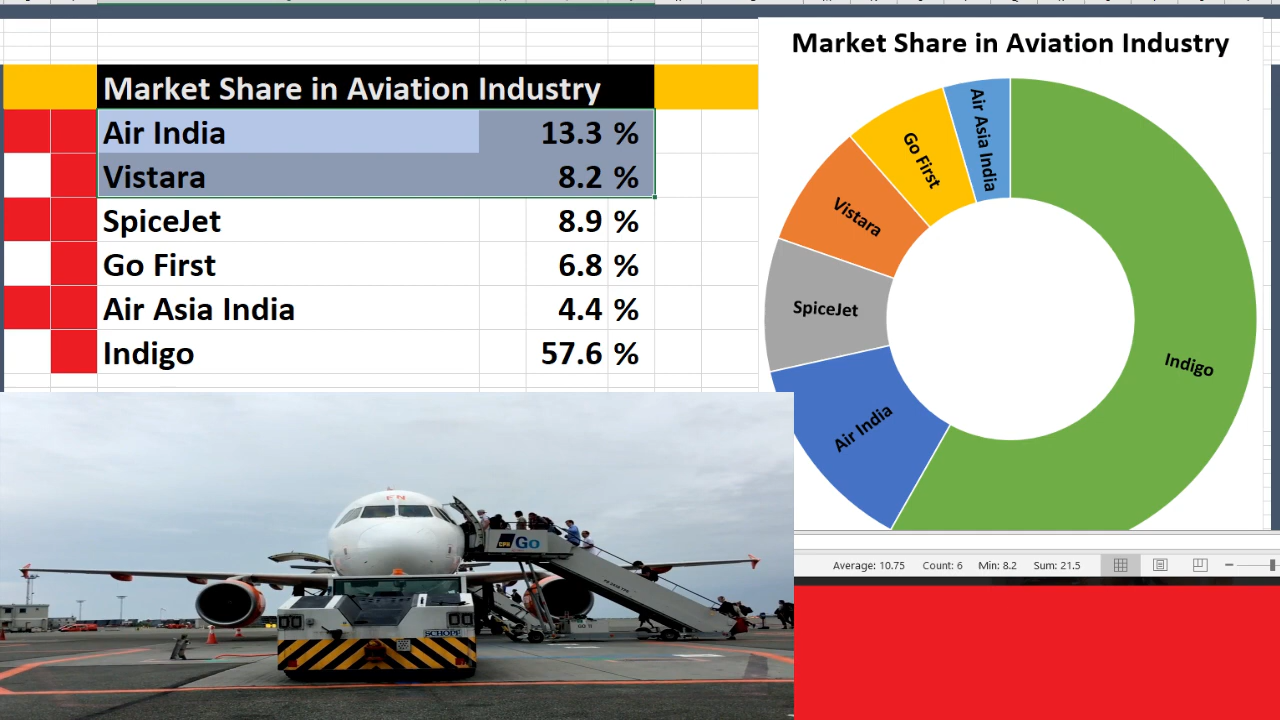 Market Share in Aviation Industry
Air India 13.3 %
Vistara 8.2 %
SpiceJet 8.9 %
Go First 6.8 %
Air Asia India 4.4 %
Indigo 57.6 %
Market Share in Aviation Industry
Air Asia India
Go First
Vistara
SpiceJet
Indigo
Air India
Average: 10.75 Count: 6 Min: 8.2 Sum: 21.5
Go
SCHOPF